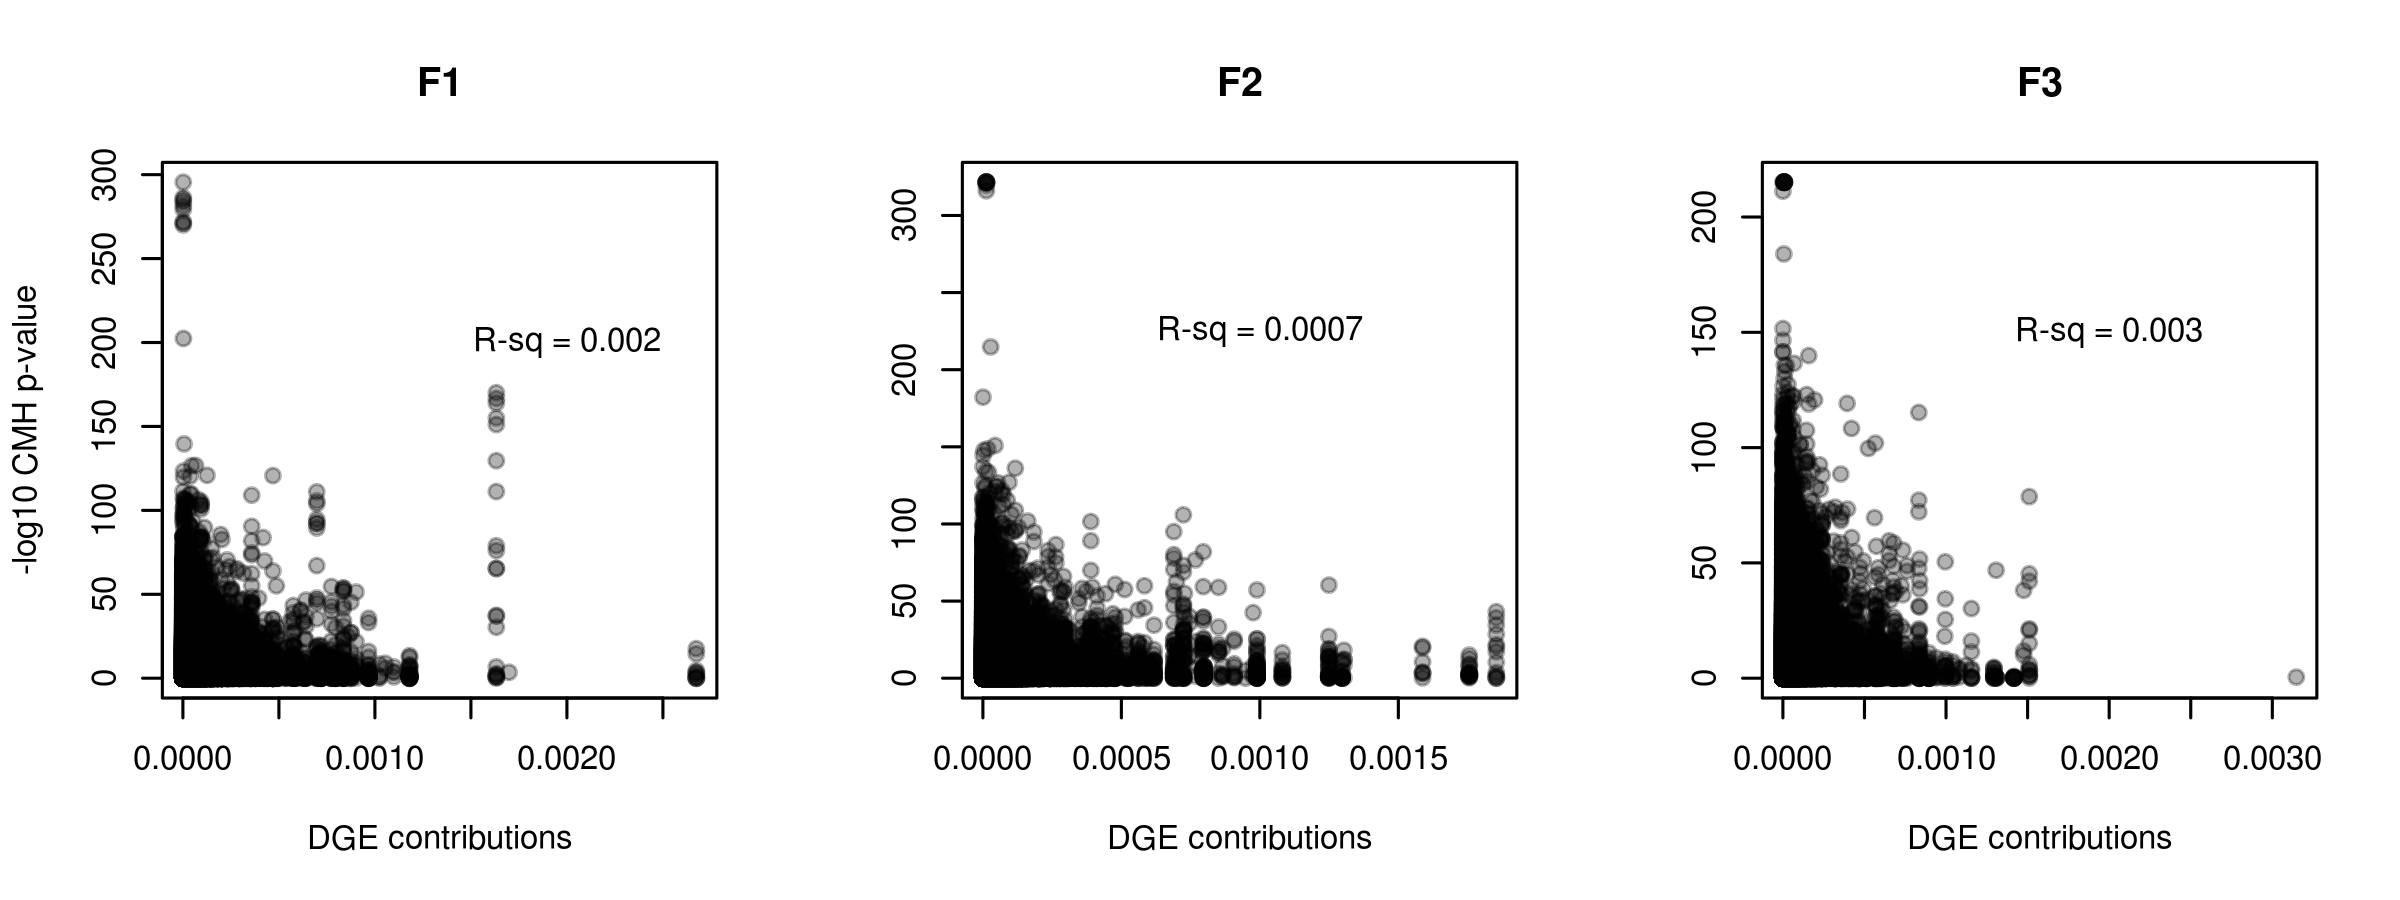 F1
F2
F3
-log10 CMH p-value
300
250
200
150
100
50
0
R-sq = 0.002
0.0000
0.0010
0.0020
DGE contributions
300
200
100
50
0
R-sq = 0.0007
0.0000
0.0005
0.0010
0.0015
DGE contributions
200
150
100
50
0
R-sq = 0.003
0.0000
0.0010
0.0020
0.0030
DGE contributions